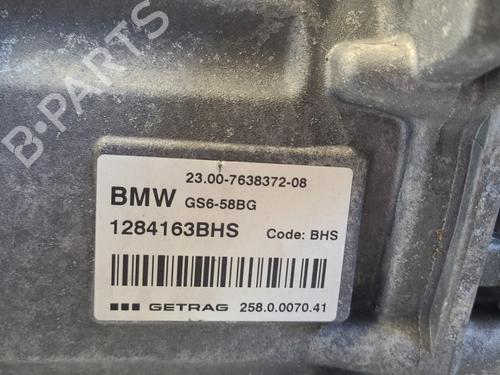 B-PARTS
23.00-7638372-08
BMW GS6-58BG
1284163BHS Code: BHS
GETRAG 258.0.0070.41